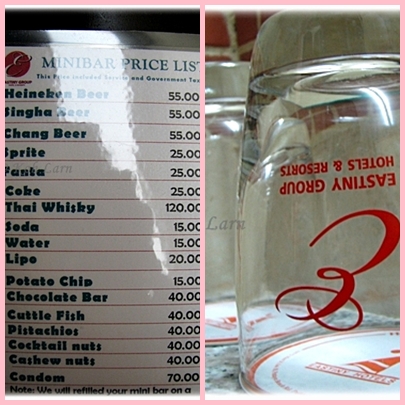 MINIBAR PRICE LIST
This Price included Service and Government Tax
Heineken Beer 55.00
Singha Beer 55.00
Chang Beer 55.00
Sprite 25.00
Fanta 25.00
Coke 25.00
Thai Whisky 120.00
Soda 15.00
Water 15.00
Lipo 20.00
Potato Chip 15.00
Chocolate Bar 40.00
Cuttle Fish 40.00
Pistachios 40.00
Cocktail nuts 40.00
Cashew nuts 40.00
Condom 70.00
Note: We will refilled your mini bar on a
Larn
EASTINY GROUP
HOTELS & RESORTS